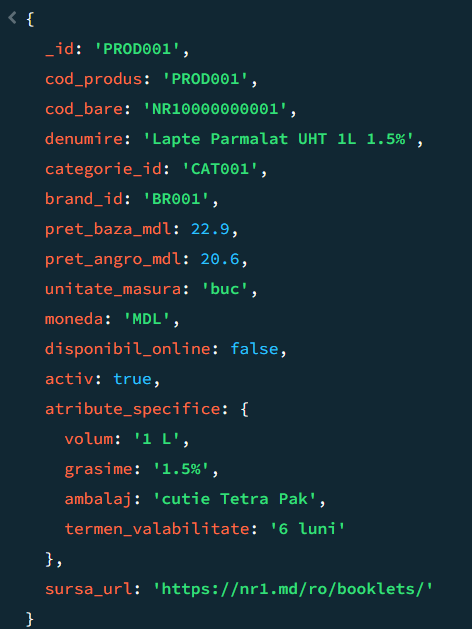 {
_id: 'PROD001',
cod_produs: 'PROD001',
cod_bare: 'NR10000000001',
denumire: 'Lapte Parmalat UHT 1L 1.5%',
categorie_id: 'CAT001',
brand_id: 'BR001',
pret_baza_mdl: 22.9,
pret_angro_mdl: 20.6,
unitate_masura: 'buc',
moneda: 'MDL',
disponibil_online: false,
activ: true,
atribute_specifice: {
volum: '1 L',
grasime: '1.5%',
ambalaj: 'cutie Tetra Pak',
termen_valabilitate: '6 luni'
},
sursa_url: 'https://nr1.md/ro/booklets/'
}